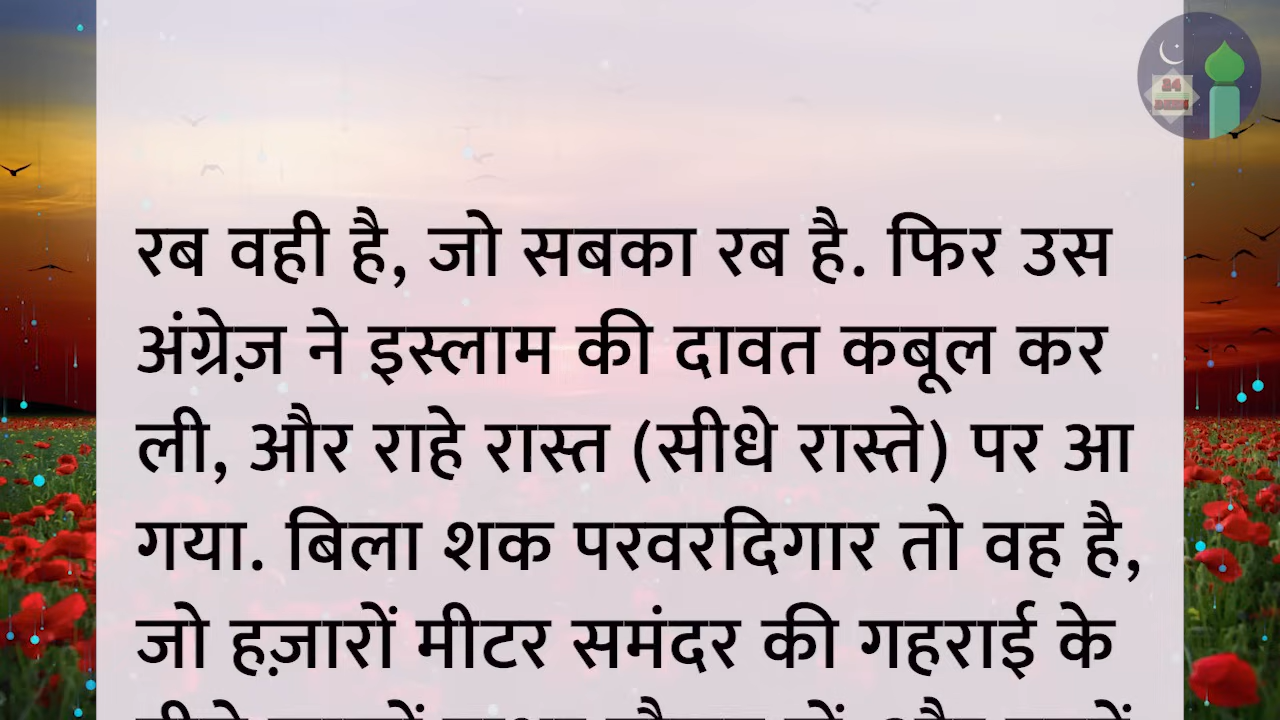 रब वही है, जो सबका रब है. फिर उस
अंग्रेज़ ने इस्लाम की दावत कबूल कर
ली, और राहे रास्त (सीधे रास्ते) पर आ
गया. बिला शक परवरदिगार तो वह है,
जो हज़ारों मीटर समंदर की गहराई के